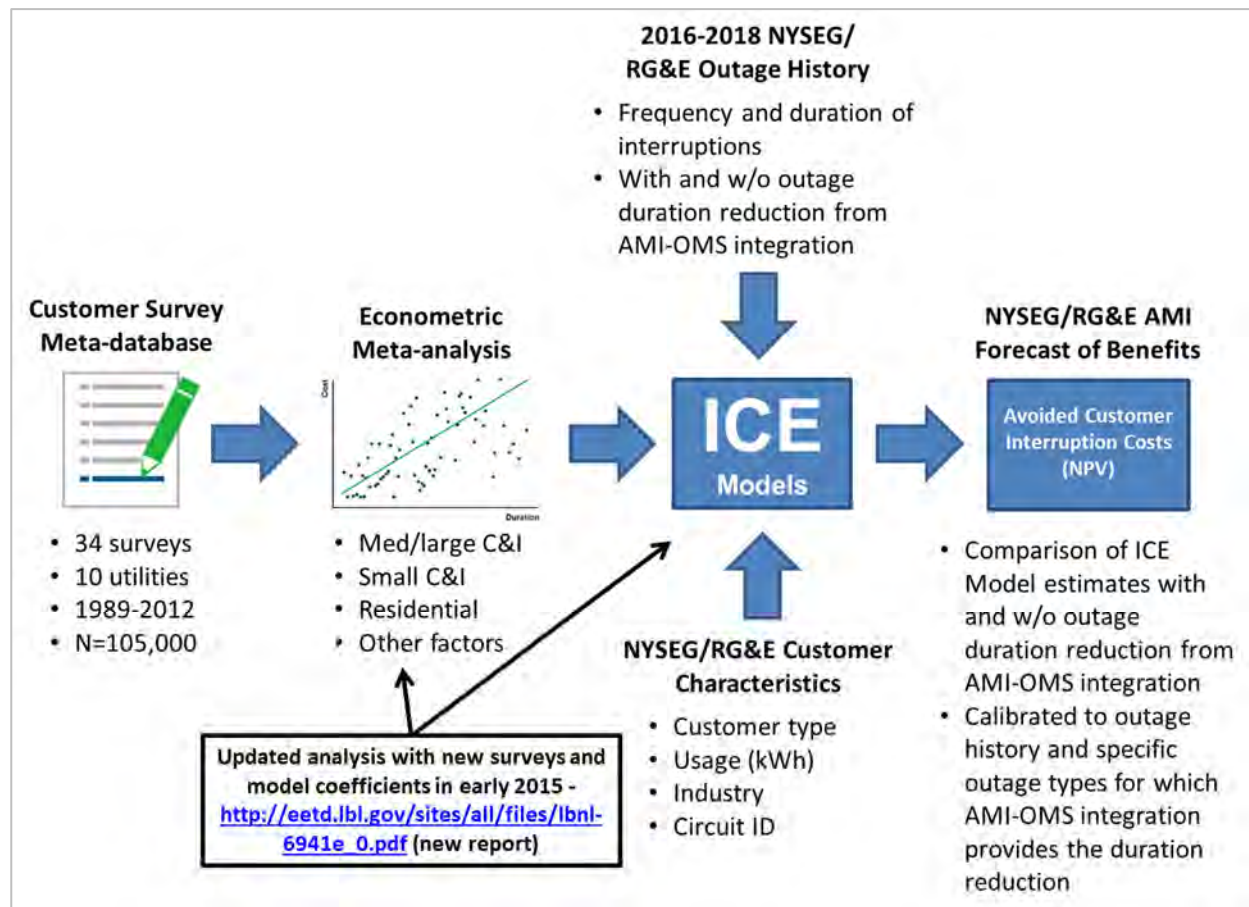 2016-2018 NYSEG/
RG&E Outage History
• Frequency and duration of
interruptions
• With and w/o outage
duration reduction from
AMI-OMS integration
Customer Survey
Meta-database
• 34 surveys
• 10 utilities
• 1989-2012
• N=105,000
Econometric
Meta-analysis
Cost
Duration
• Med/large C&I
• Small C&I
• Residential
• Other factors
ICE
Models
NYSEG/RG&E AMI
Forecast of Benefits
Avoided Customer
Interruption Costs
(NPV)
• Comparison of ICE
Model estimates with
and w/o outage
duration reduction from
AMI-OMS integration
• Calibrated to outage
history and specific
outage types for which
AMI-OMS integration
provides the duration
reduction
NYSEG/RG&E Customer
Characteristics
• Customer type
• Usage (kWh)
• Industry
• Circuit ID
Updated analysis with new surveys and
model coefficients in early 2015 -
http://eetd.lbl.gov/sites/all/files/lbnl-
6941e_0.pdf (new report)